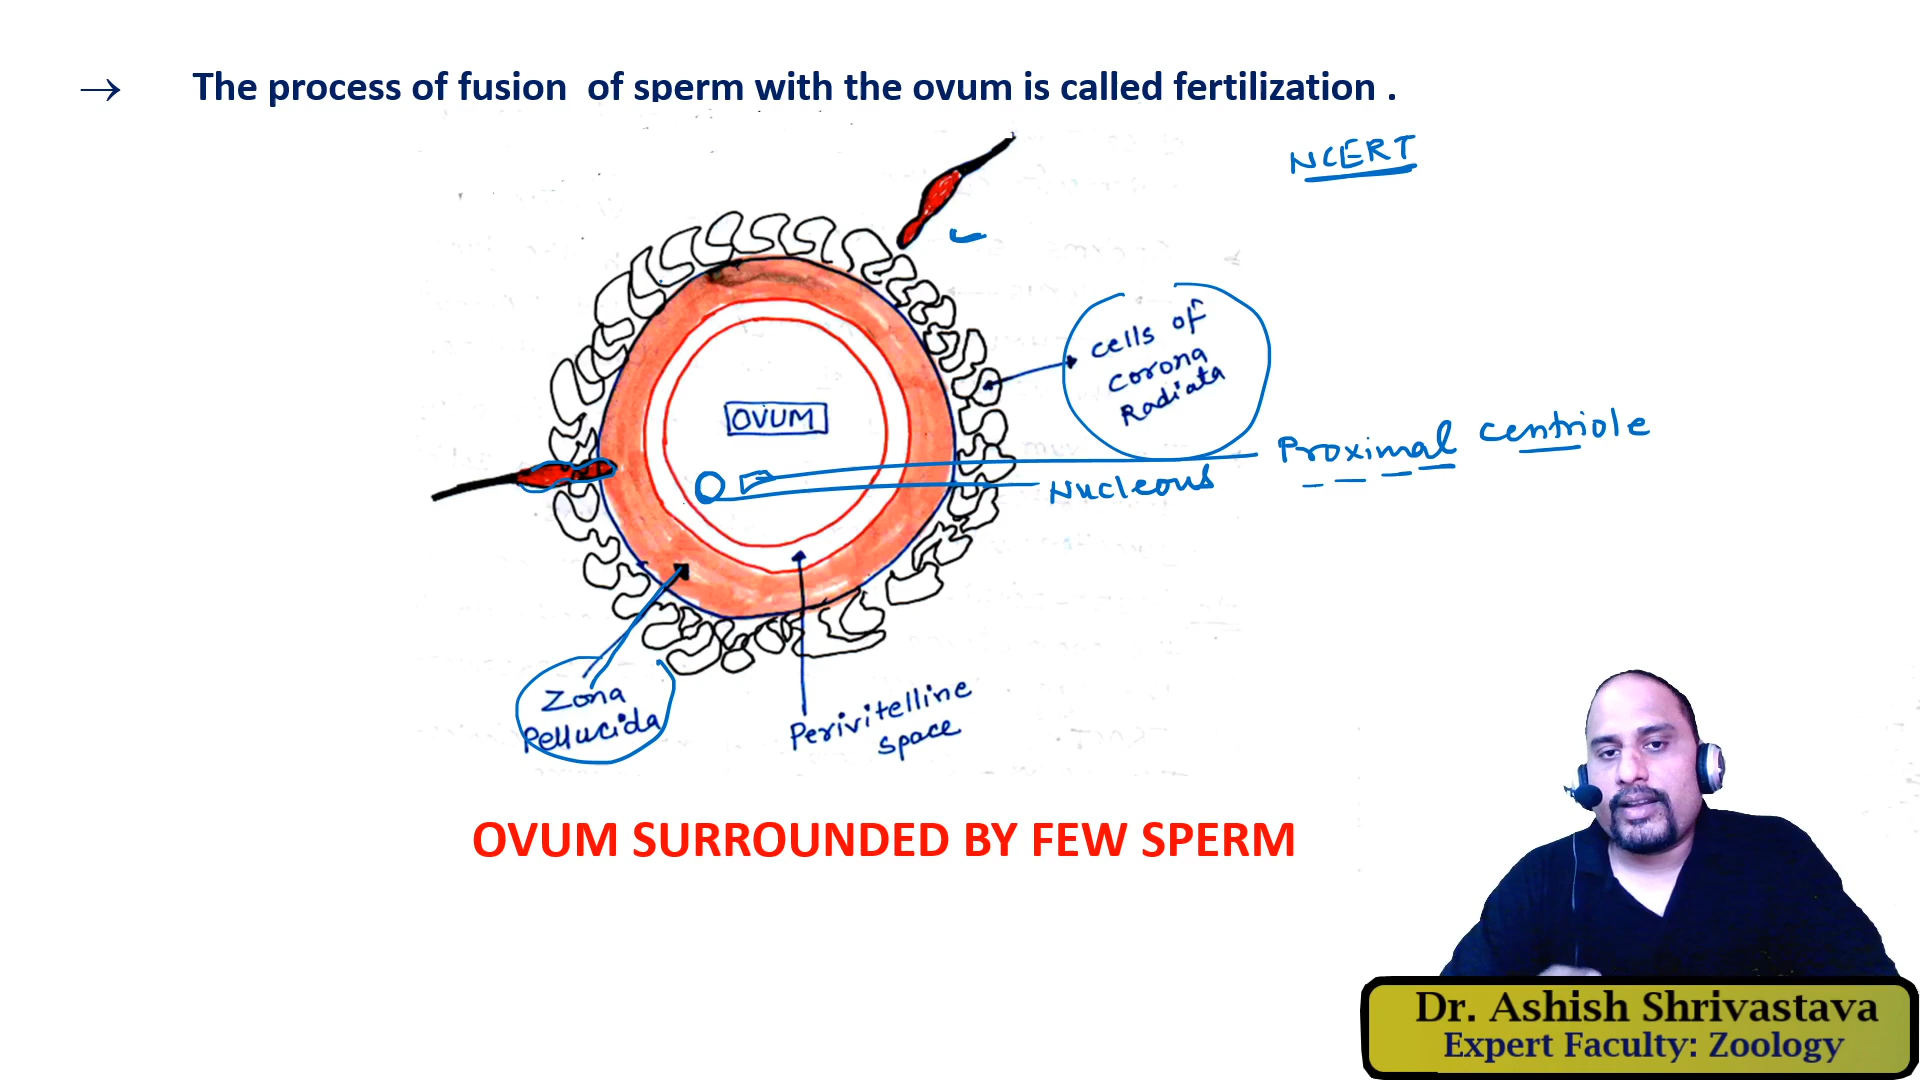 → The process of fusion of sperm with the ovum is called fertilization .
NCERT
cells of
corona
Radiata
OVUM
Proximal centriole
Nucleous
Zona
Pellucida
Perivitelline
space
OVUM SURROUNDED BY FEW SPERM
Dr. Ashish Shrivastava
Expert Faculty: Zoology